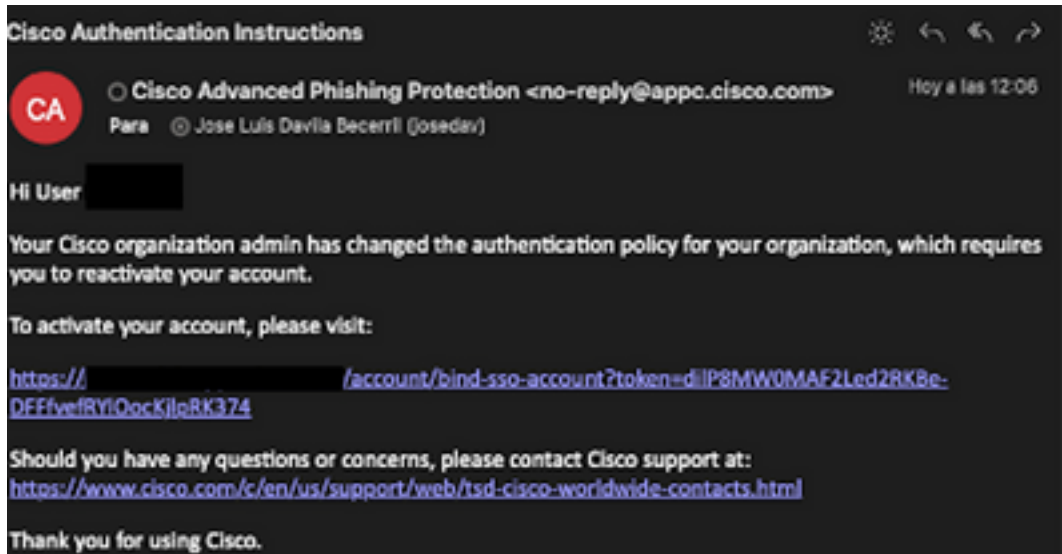 Cisco Authentication Instructions
CA
Cisco Advanced Phishing Protection <no-reply@appc.cisco.com>
Hoy a las 12:06
Para Jose Luis Davila Becerril (josedav)
Hi User
Your Cisco organization admin has changed the authentication policy for your organization, which requires
you to reactivate your account.
To activate your account, please visit:
https:// /account/bind-sso-account?token=
Should you have any questions or concerns, please contact Cisco support at:
https://www.cisco.com/c/en/us/support/web/tsd-cisco-worldwide-contacts.html
Thank you for using Cisco.